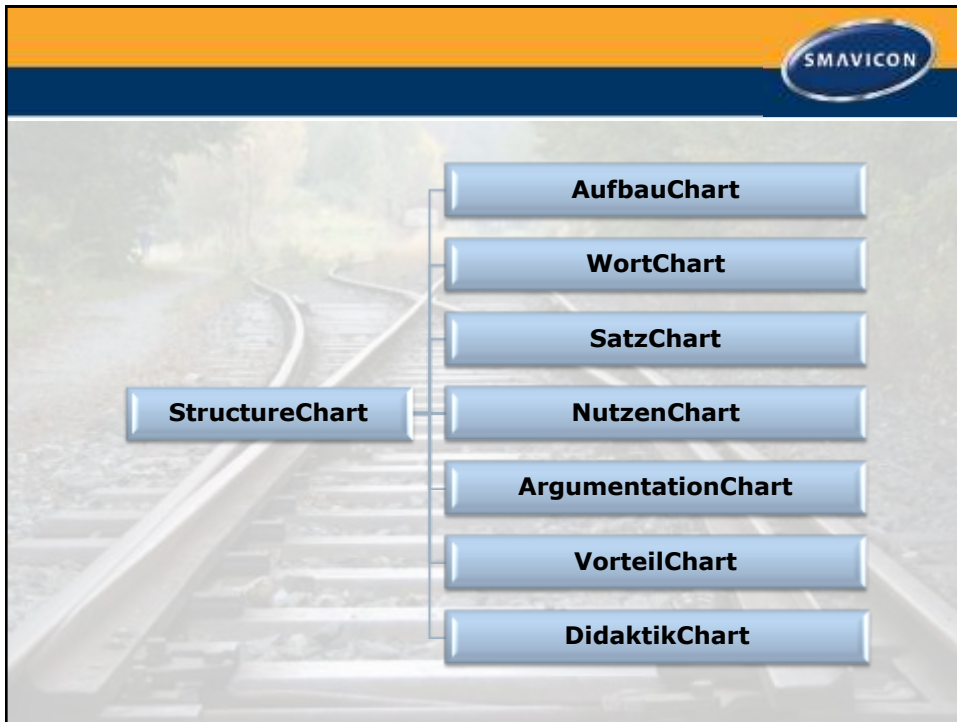 SMAVICON
AufbauChart
WortChart
SatzChart
StructureChart
NutzenChart
ArgumentationChart
VorteilChart
DidaktikChart